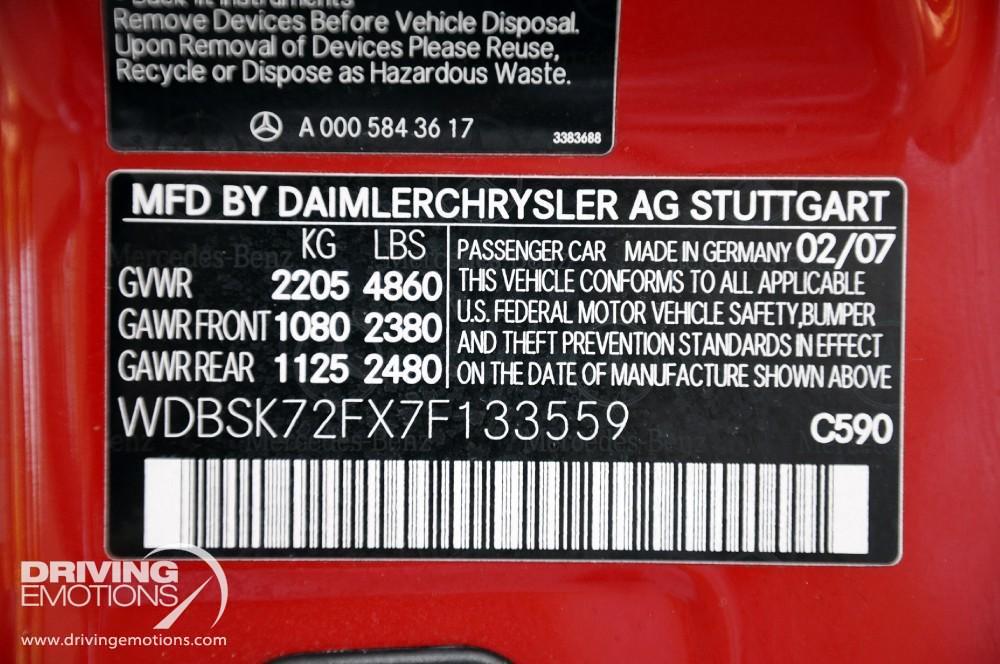 Remove Devices Before Vehicle Disposal.
Upon Removal of Devices Please Reuse,
Recycle or Dispose as Hazardous Waste.
A 000 584 36 17
3383688
MFD BY DAIMLERCHRYSLER AG STUTTGART
KG LBS
GVWR 2205 4860
GAWR FRONT 1080 2380
GAWR REAR 1125 2480
PASSENGER CAR MADE IN GERMANY 02/07
THIS VEHICLE CONFORMS TO ALL APPLICABLE
U.S. FEDERAL MOTOR VEHICLE SAFETY,BUMPER
AND THEFT PREVENTION STANDARDS IN EFFECT
ON THE DATE OF MANUFACTURE SHOWN ABOVE
WDBSK72FX7F133559
C590
DRIVING
EMOTIONS
www.drivingemotions.com